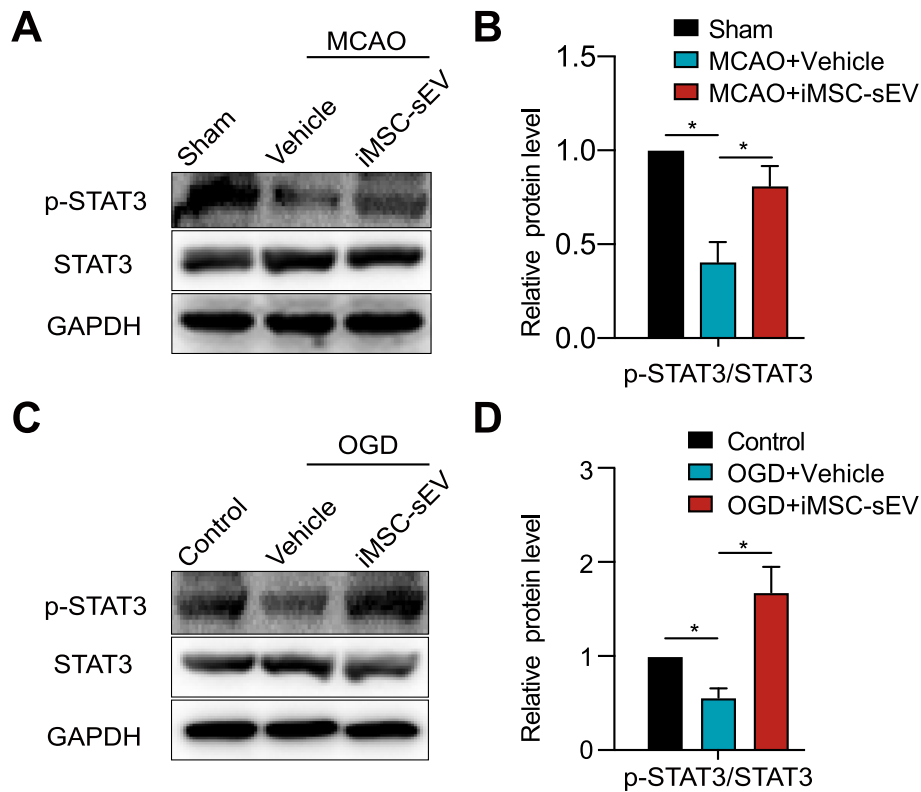 A
MCAO
Sham
Vehicle
iMSC-sEV
p-STAT3
STAT3
GAPDH
B
Sham
MCAO+Vehicle
MCAO+iMSC-sEV
Relative protein level
1.5
1.0
0.5
0.0
*
*
p-STAT3/STAT3
C
OGD
Control
Vehicle
iMSC-sEV
p-STAT3
STAT3
GAPDH
D
Control
OGD+Vehicle
OGD+iMSC-sEV
Relative protein level
3
2
1
0
*
*
p-STAT3/STAT3